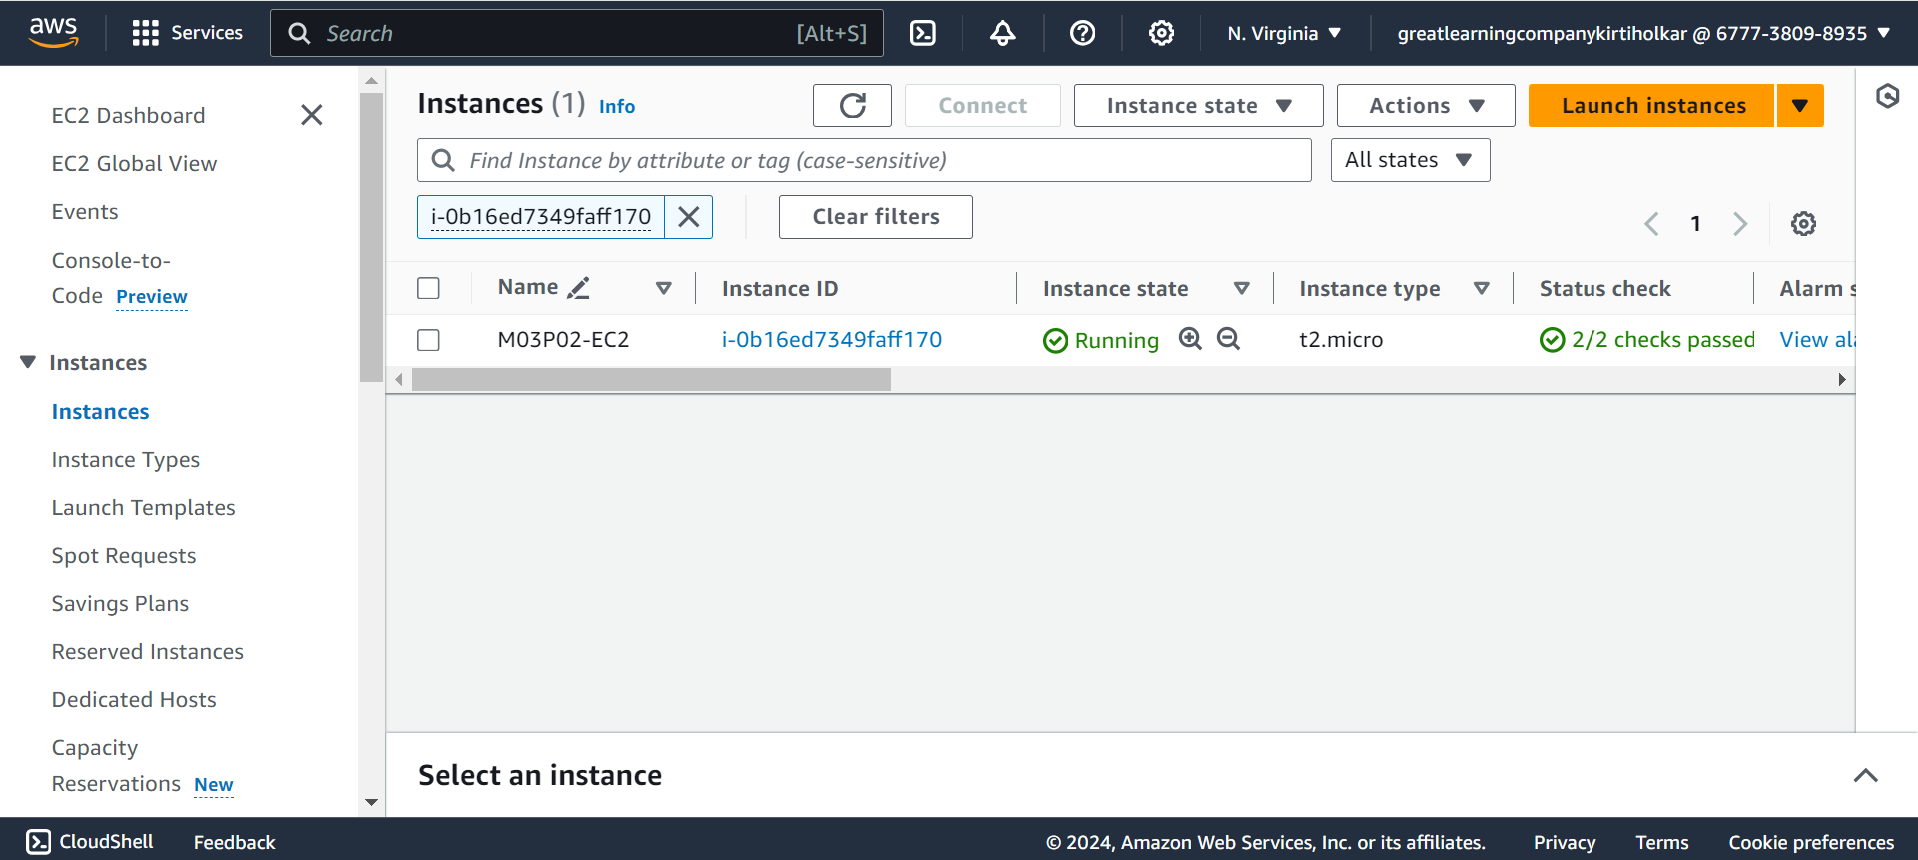 aws Services Search [Alt+S] N. Virginia greatlearningcompanykirtiholkar @ 6777-3809-8935
EC2 Dashboard
EC2 Global View
Events
Console-to-
Code Preview
Instances
Instances
Instance Types
Launch Templates
Spot Requests
Savings Plans
Reserved Instances
Dedicated Hosts
Capacity
Reservations New
Instances (1) Info Connect Instance state Actions Launch instances
Find Instance by attribute or tag (case-sensitive) All states
i-0b16ed7349faff170 Clear filters 1
Name Instance ID Instance state Instance type Status check Alarm s
M03P02-EC2 i-0b16ed7349faff170 Running t2.micro 2/2 checks passed View ala
Select an instance
CloudShell Feedback © 2024, Amazon Web Services, Inc. or its affiliates. Privacy Terms Cookie preferences